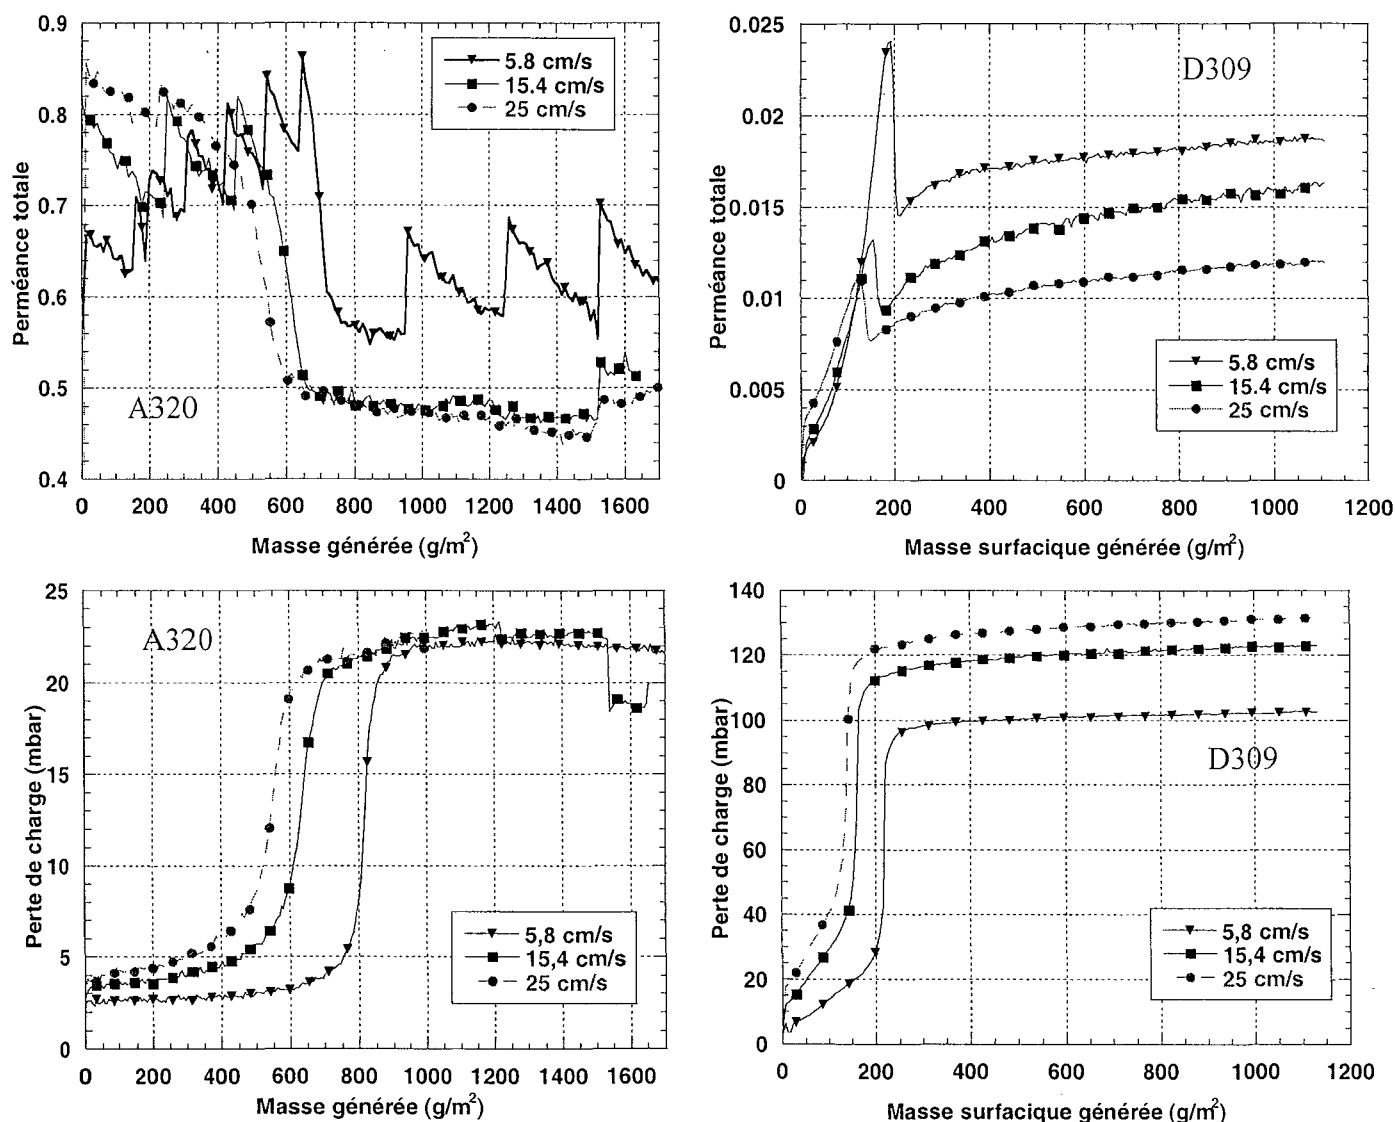 0.9
0.8
0.7
0.6
0.5
0.4
Perméance totale
5.8 cm/s
15.4 cm/s
25 cm/s
A320
0 200 400 600 800 1000 1200 1400 1600
Masse générée (g/m²)
0.025
0.020
0.015
0.010
0.005
0
Perméance totale
D309
5.8 cm/s
15.4 cm/s
25 cm/s
0 200 400 600 800 1000 1200
Masse surfacique générée (g/m²)
25
20
15
10
5
0
Perte de charge (mbar)
A320
5,8 cm/s
15,4 cm/s
25 cm/s
0 200 400 600 800 1000 1200 1400 1600
Masse générée (g/m²)
140
120
100
80
60
40
20
0
Perte de charge (mbar)
D309
5,8 cm/s
15,4 cm/s
25 cm/s
0 200 400 600 800 1000 1200
Masse surfacique générée (g/m²)